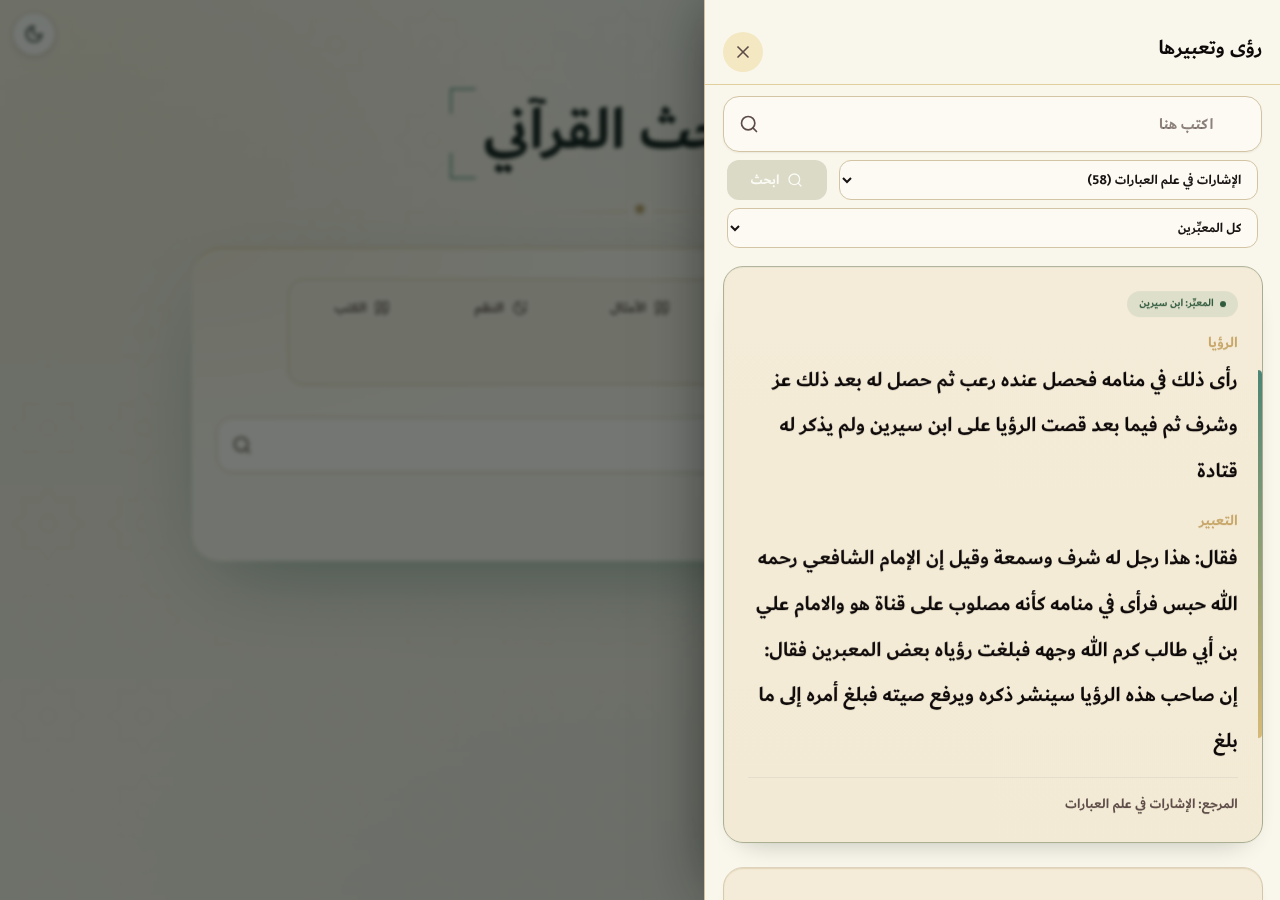 رؤى وتعبيرها
اكتب هنا
الإشارات في علم العبارات (58)
ابحث
كل المعبِّرين
المعبِّر: ابن سيرين
الرؤيا
رأى ذلك في منامه فحصل عنده رعب ثم حصل له بعد ذلك عز
وشرف ثم فيما بعد قصت الرؤيا على ابن سيرين ولم يذكر له
قتادة
التعبير
فقال: هذا رجل له شرف وسمعة وقيل إن الإمام الشافعي رحمه
الله حبس فرأى في منامه كأنه مصلوب على قناة هو والامام علي
بن أبي طالب كرم الله وجهه فبلغت رؤياه بعض المعبرين فقال:
إن صاحب هذه الرؤيا سينشر ذكره ويرفع صيته فبلغ أمره إلى ما
بلغ
المرجع: الإشارات في علم العبارات
القرآني
الأمثال
النظم
الكتب